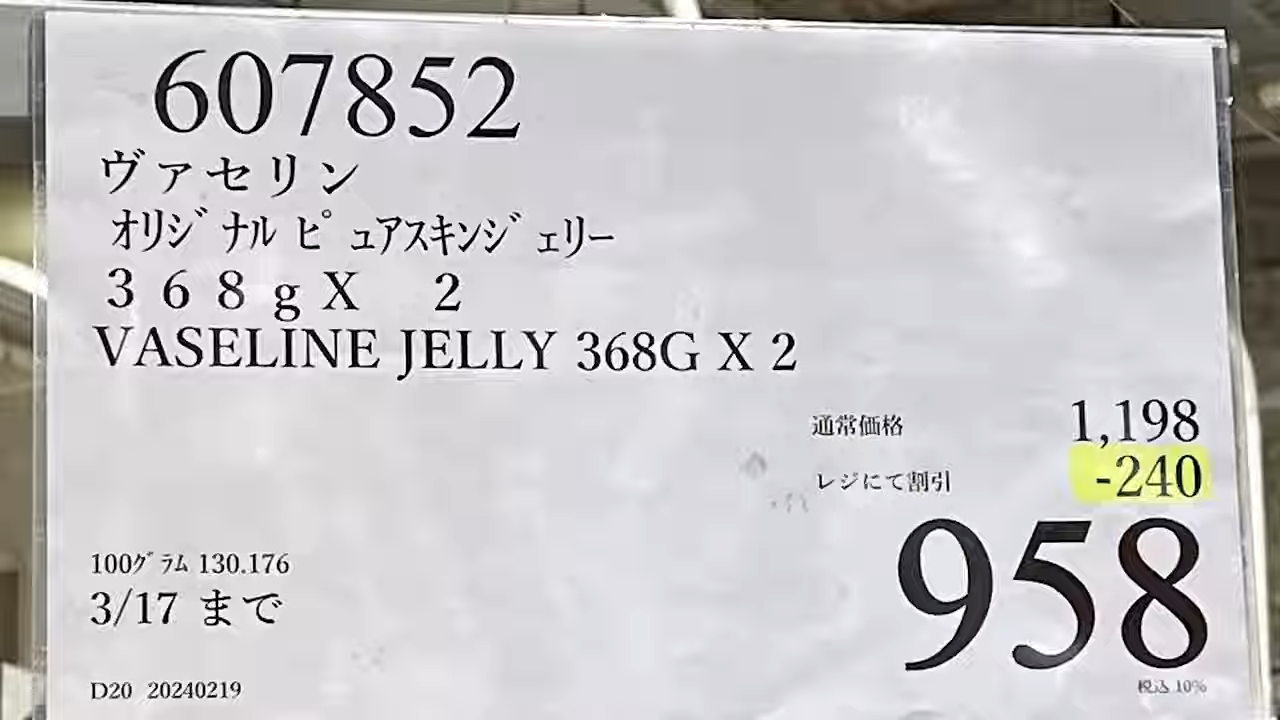 607852
ヴァセリン
ｵﾘｼﾞﾅﾙ ﾋﾟｭｱｽｷﾝｼﾞｪﾘｰ
３６８ｇＸ　２
VASELINE JELLY 368G X 2
通常価格 1,198
レジにて割引 -240
958
税込 10%
100ｸﾞﾗﾑ 130.176
3/17 まで
D20 20240219